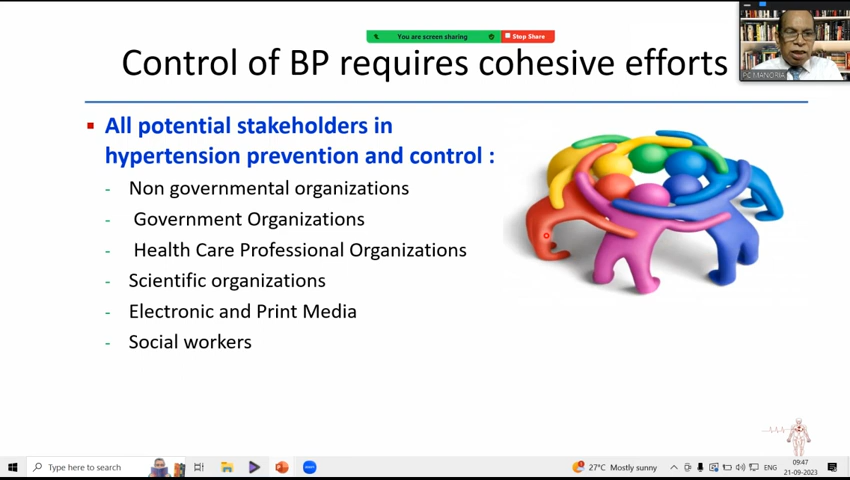 You are screen sharing
Stop Share
PC MANORIA
Control of BP requires cohesive efforts
All potential stakeholders in
hypertension prevention and control :
- Non governmental organizations
- Government Organizations
- Health Care Professional Organizations
- Scientific organizations
- Electronic and Print Media
- Social workers
Type here to search
zoom
27°C Mostly sunny
ENG
09:47
21-09-2023